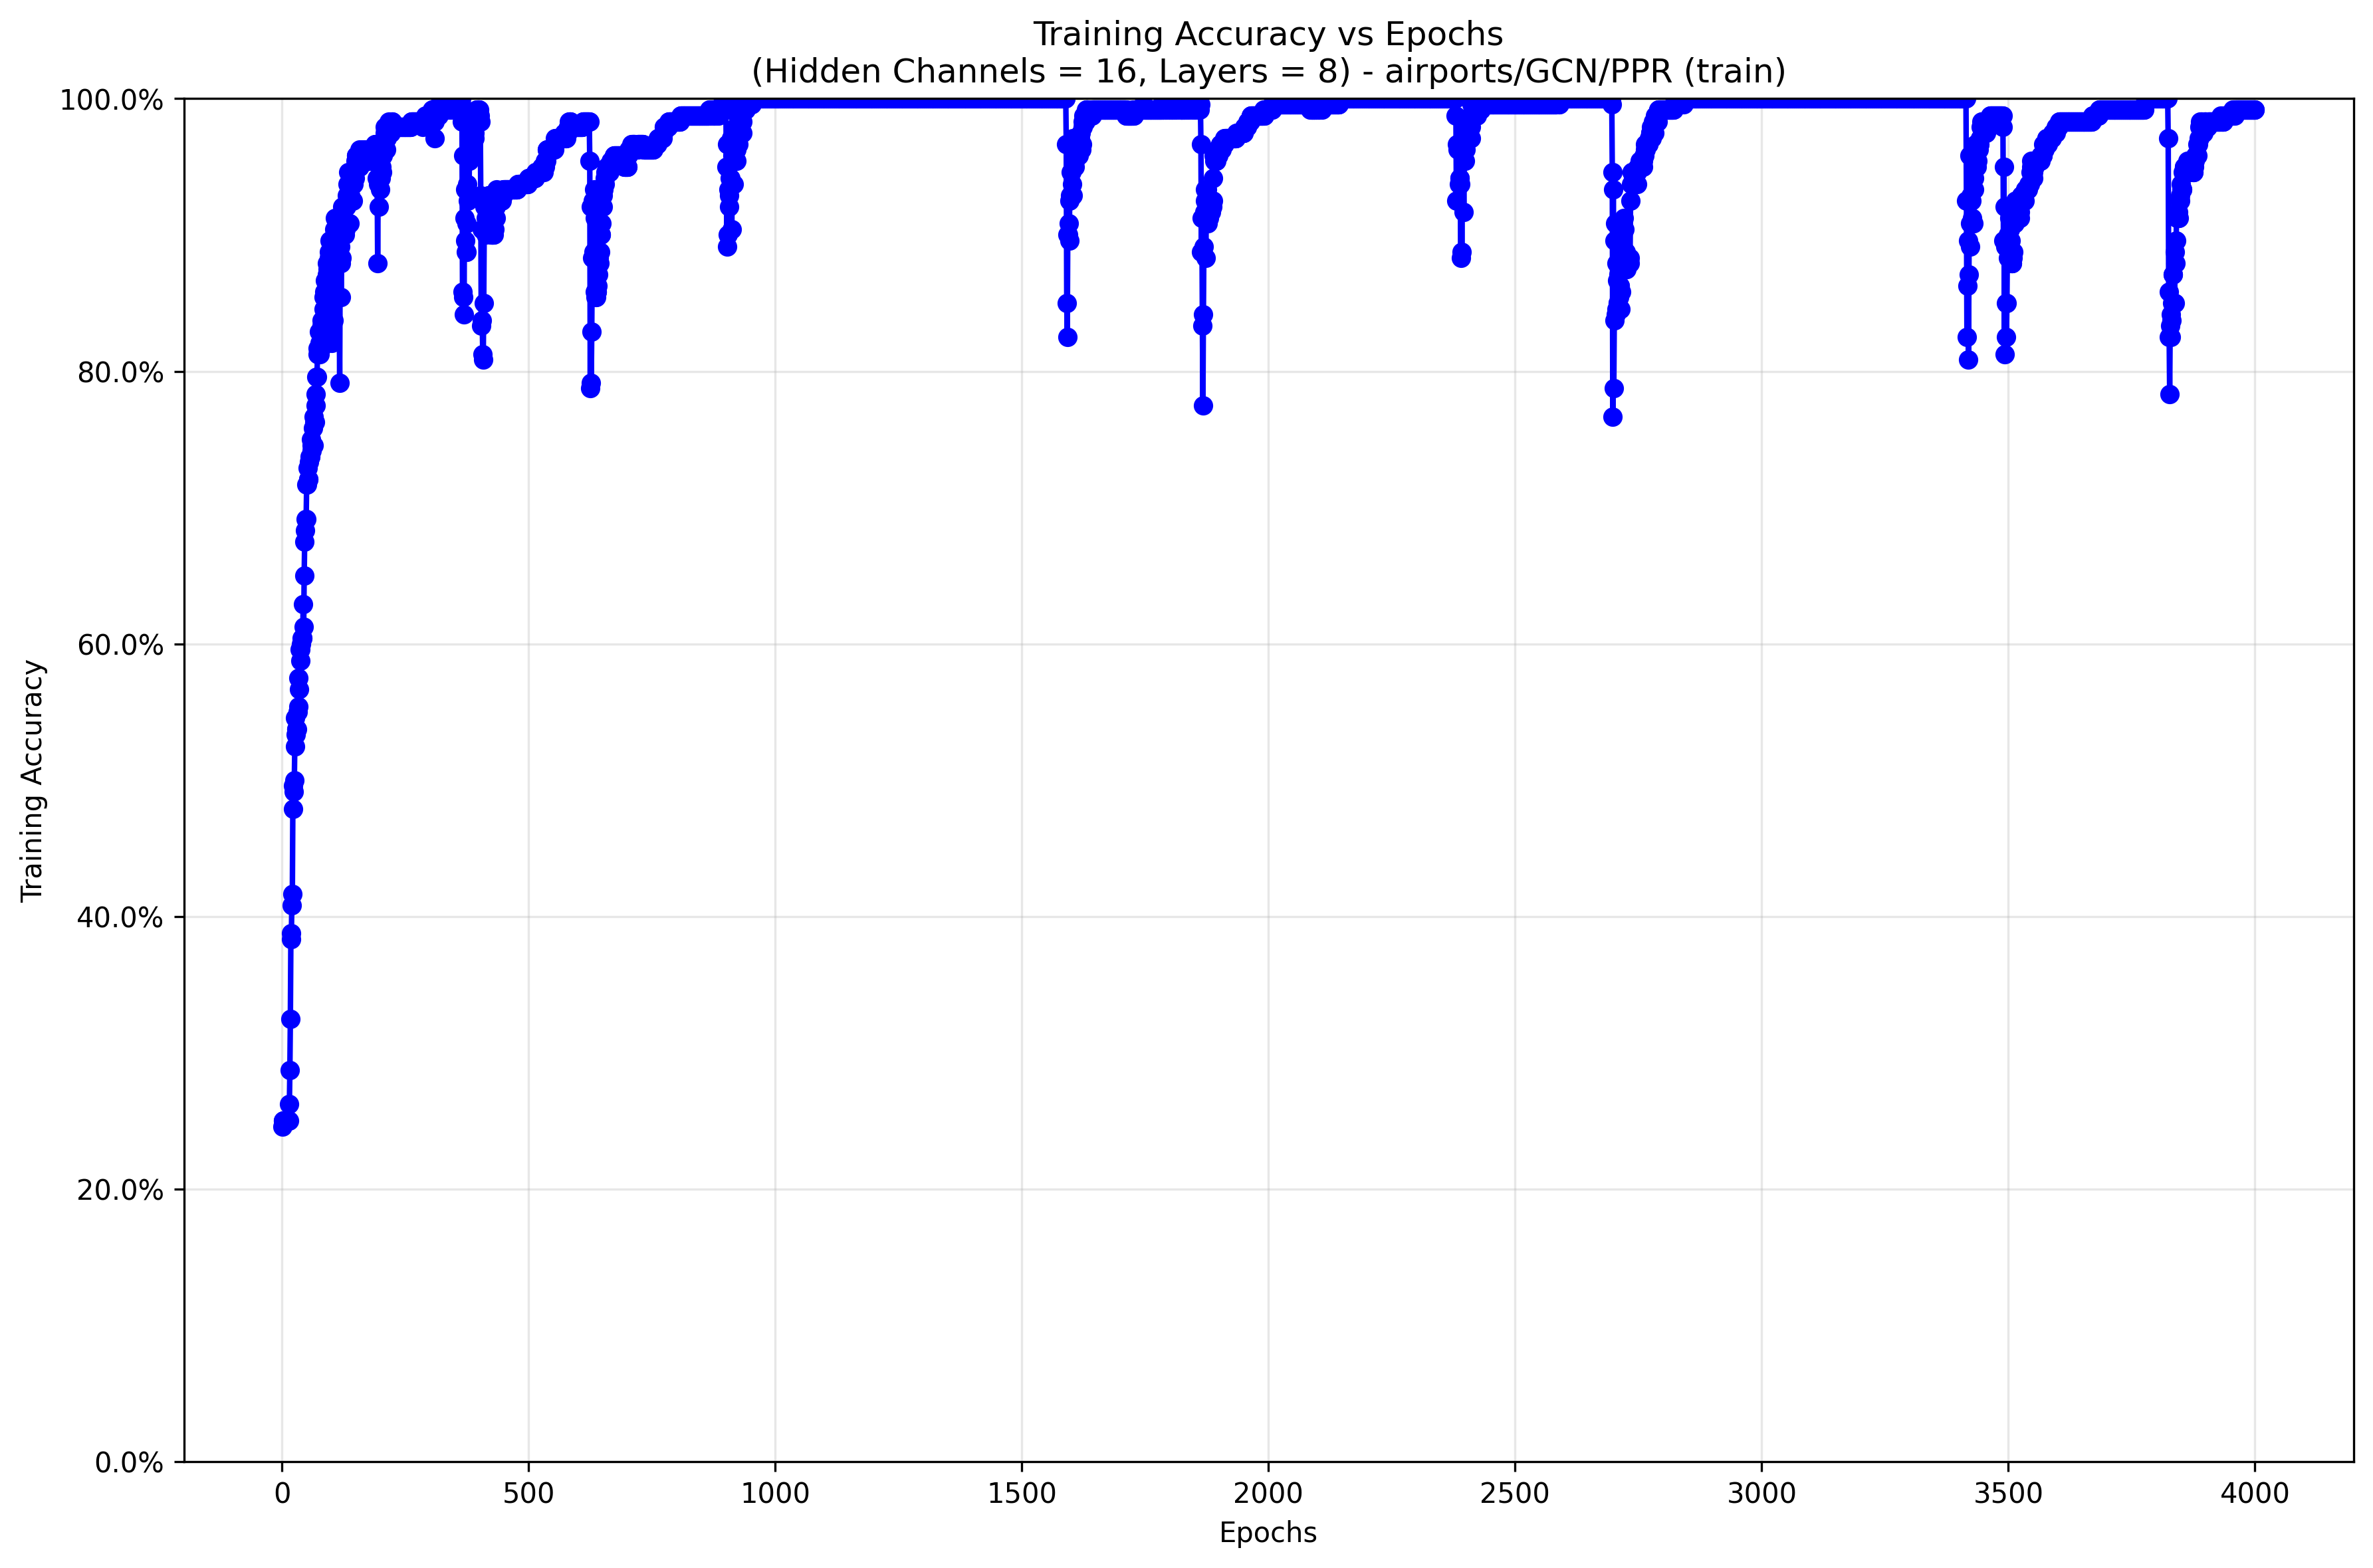 Training Accuracy vs Epochs
(Hidden Channels = 16, Layers = 8) - airports/GCN/PPR (train)
100.0%
80.0%
60.0%
40.0%
20.0%
0.0%
Training Accuracy
0 500 1000 1500 2000 2500 3000 3500 4000
Epochs